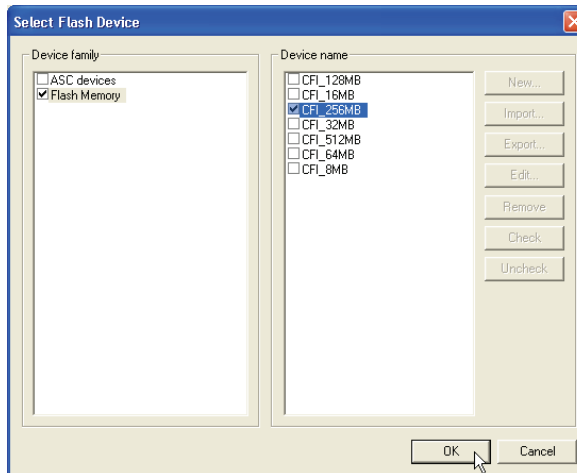 Select Flash Device
Device family
ASC devices
Flash Memory
Device name
CFI_128MB
CFI_16MB
CFI_256MB
CFI_32MB
CFI_512MB
CFI_64MB
CFI_8MB
New...
Import...
Export...
Edit...
Remove
Check
Uncheck
OK
Cancel